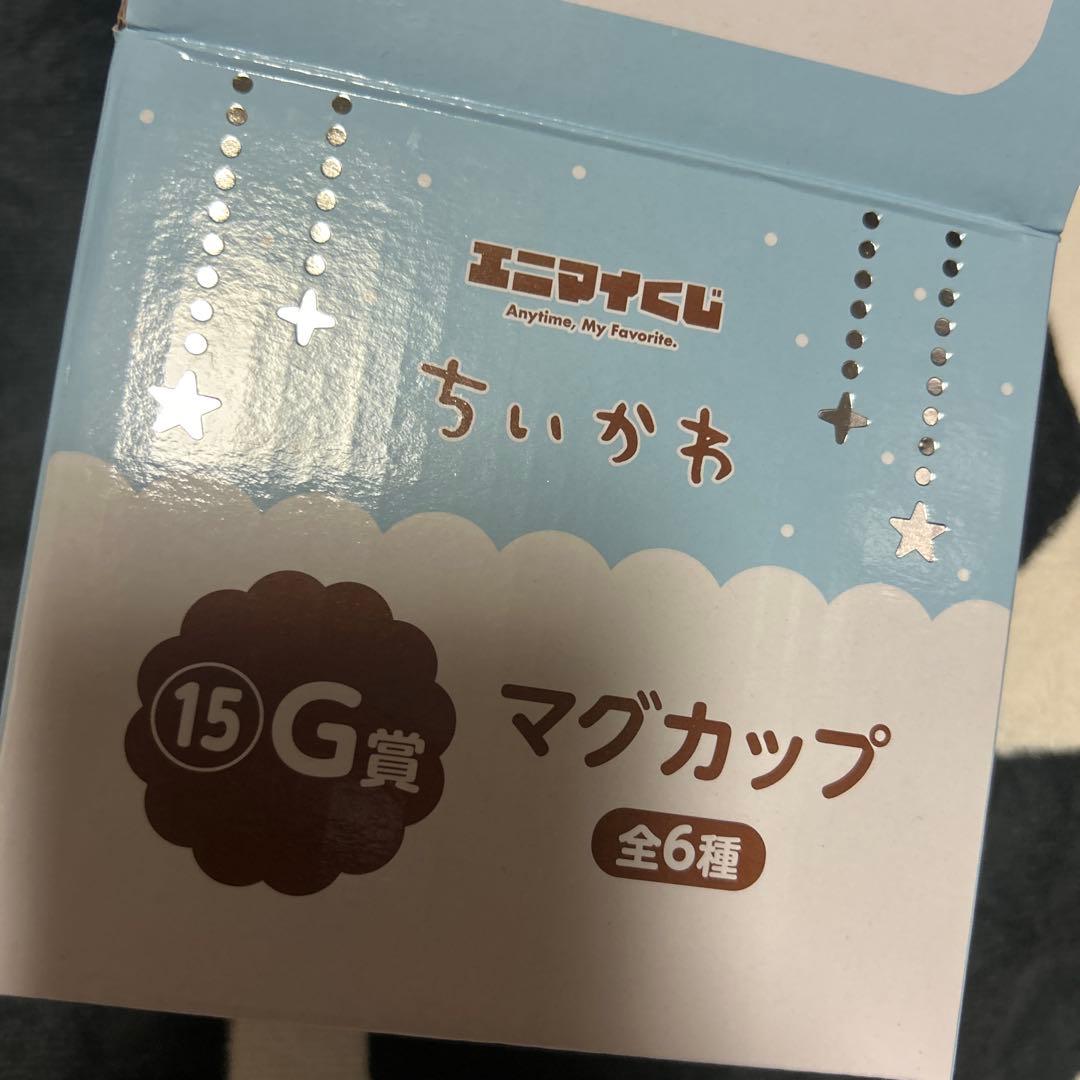 エニマイくじ
Anytime, My Favorite.
ちいかわ
⑮G賞
マグカップ
全6種